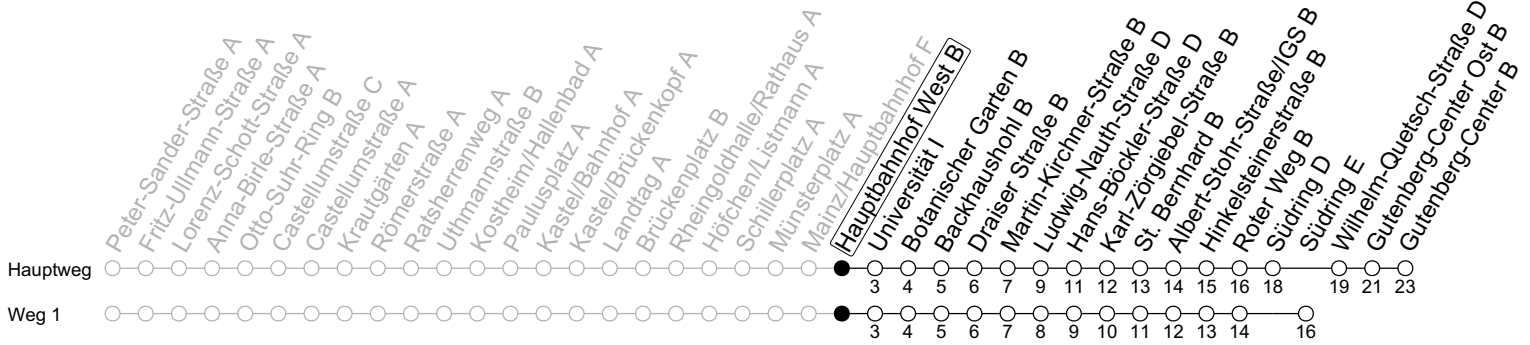 Peter-Sander-Straße A
Fritz-Ullmann-Straße A
Lorenz-Schott-Straße A
Anna-Birle-Straße A
Otto-Suhr-Ring B
Castellumstraße C
Castellumstraße A
Krautgärten A
Römerstraße A
Ratsherrenweg A
Uthmannstraße B
Kostheim/Hallenbad A
Paulusplatz A
Kastel/Bahnhof A
Kastel/Brückenkopf A
Landtag A
Brückenplatz B
Rheingoldhalle/Rathaus A
Höfchen/Listmann A
Schillerplatz A
Münsterplatz A
Mainz/Hauptbahnhof F
Hauptbahnhof West B
Universität I
Botanischer Garten B
Backhaushohl B
Draiser Straße B
Martin-Kirchner-Straße B
Ludwig-Nauth-Straße D
Hans-Böckler-Straße D
Karl-Zörgiebel-Straße B
St. Bernhard B
Albert-Stohr-Straße/IGS B
Hinkelsteinerstraße B
Roter Weg B
Südring D
Südring E
Wilhelm-Quetsch-Straße D
Gutenberg-Center Ost B
Gutenberg-Center B
Hauptweg
3 4 5 6 7 9 11 12 13 14 15 16 18 19 21 23
Weg 1
3 4 5 6 7 8 9 10 11 12 13 14 16